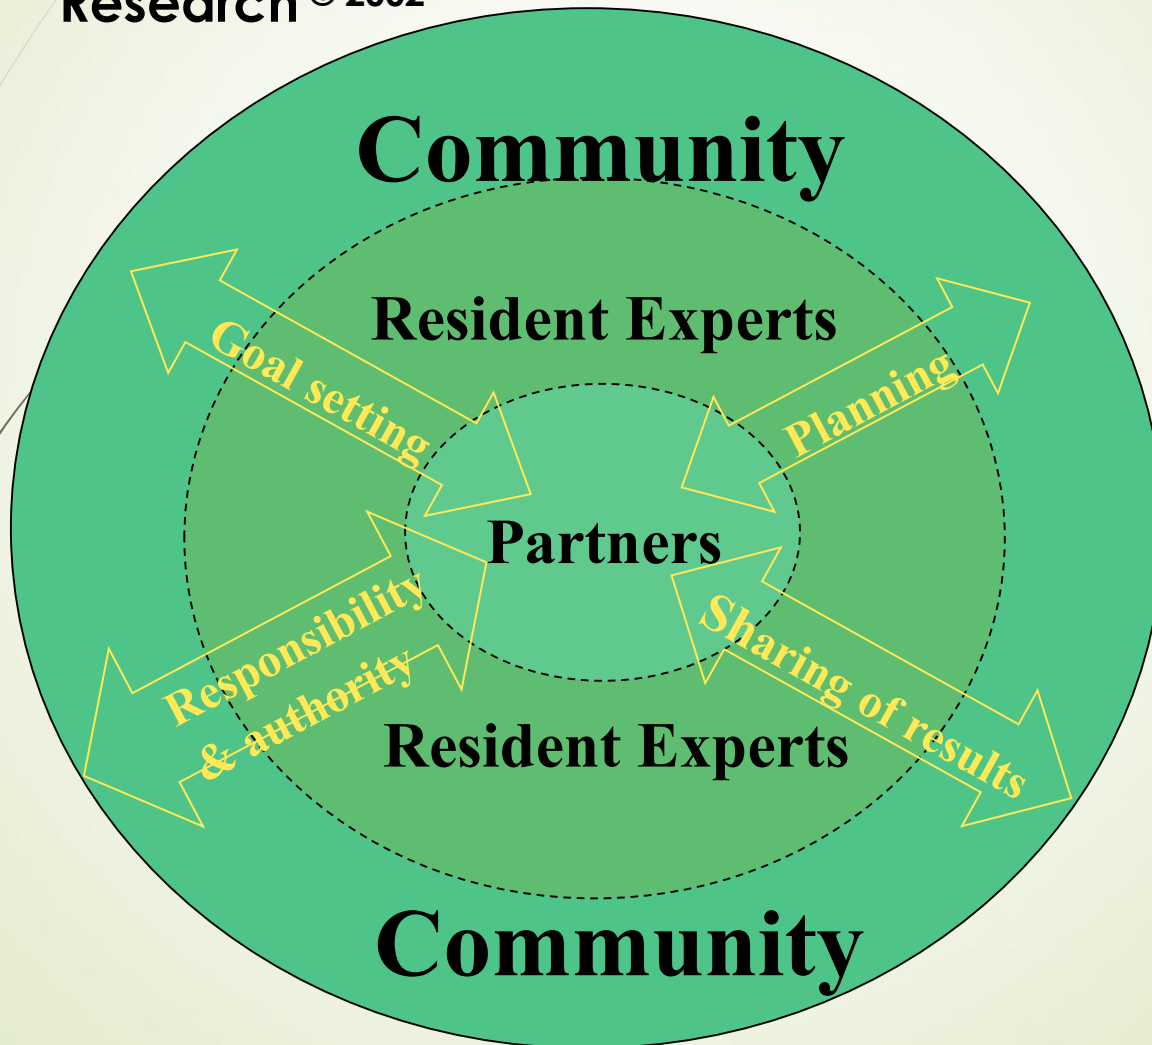 Research © 2002
Community
Resident Experts
Goal setting
Planning
Partners
Responsibility
& authority
Sharing of results
Resident Experts
Community